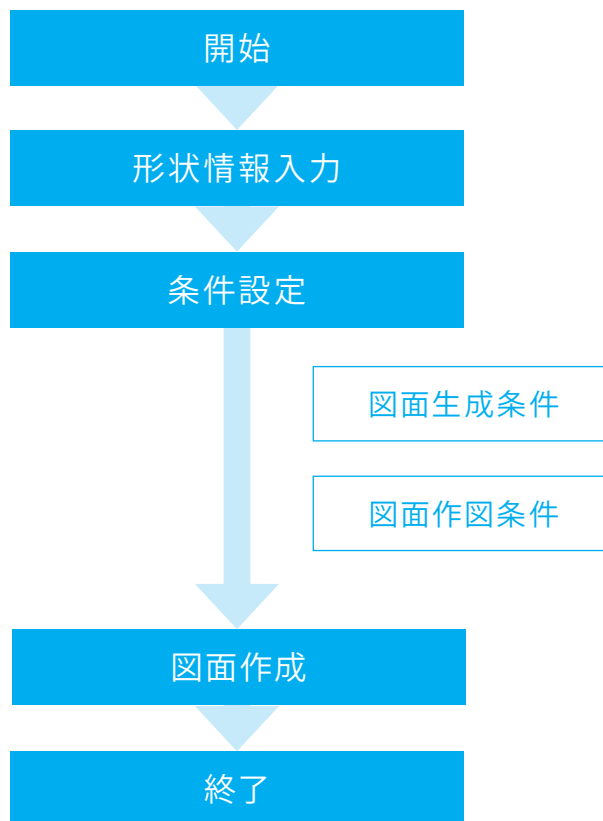 開始
形状情報入力
条件設定
図面生成条件
図面作図条件
図面作成
終了